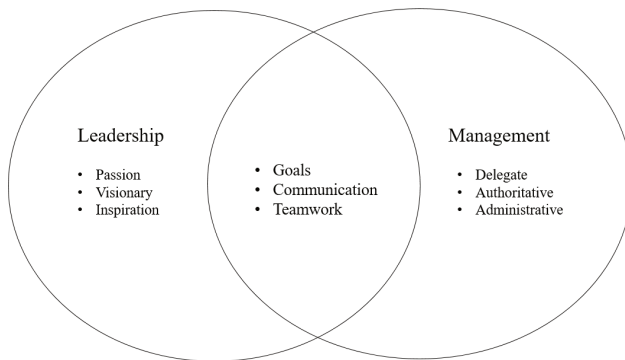 Leadership
• Passion
• Visionary
• Inspiration
• Goals
• Communication
• Teamwork
Management
• Delegate
• Authoritative
• Administrative